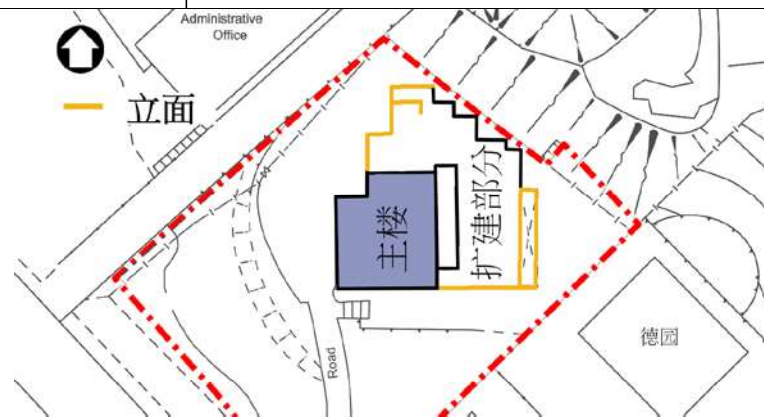 Administrative
Office
立面
主楼
扩建部分
德园
Road